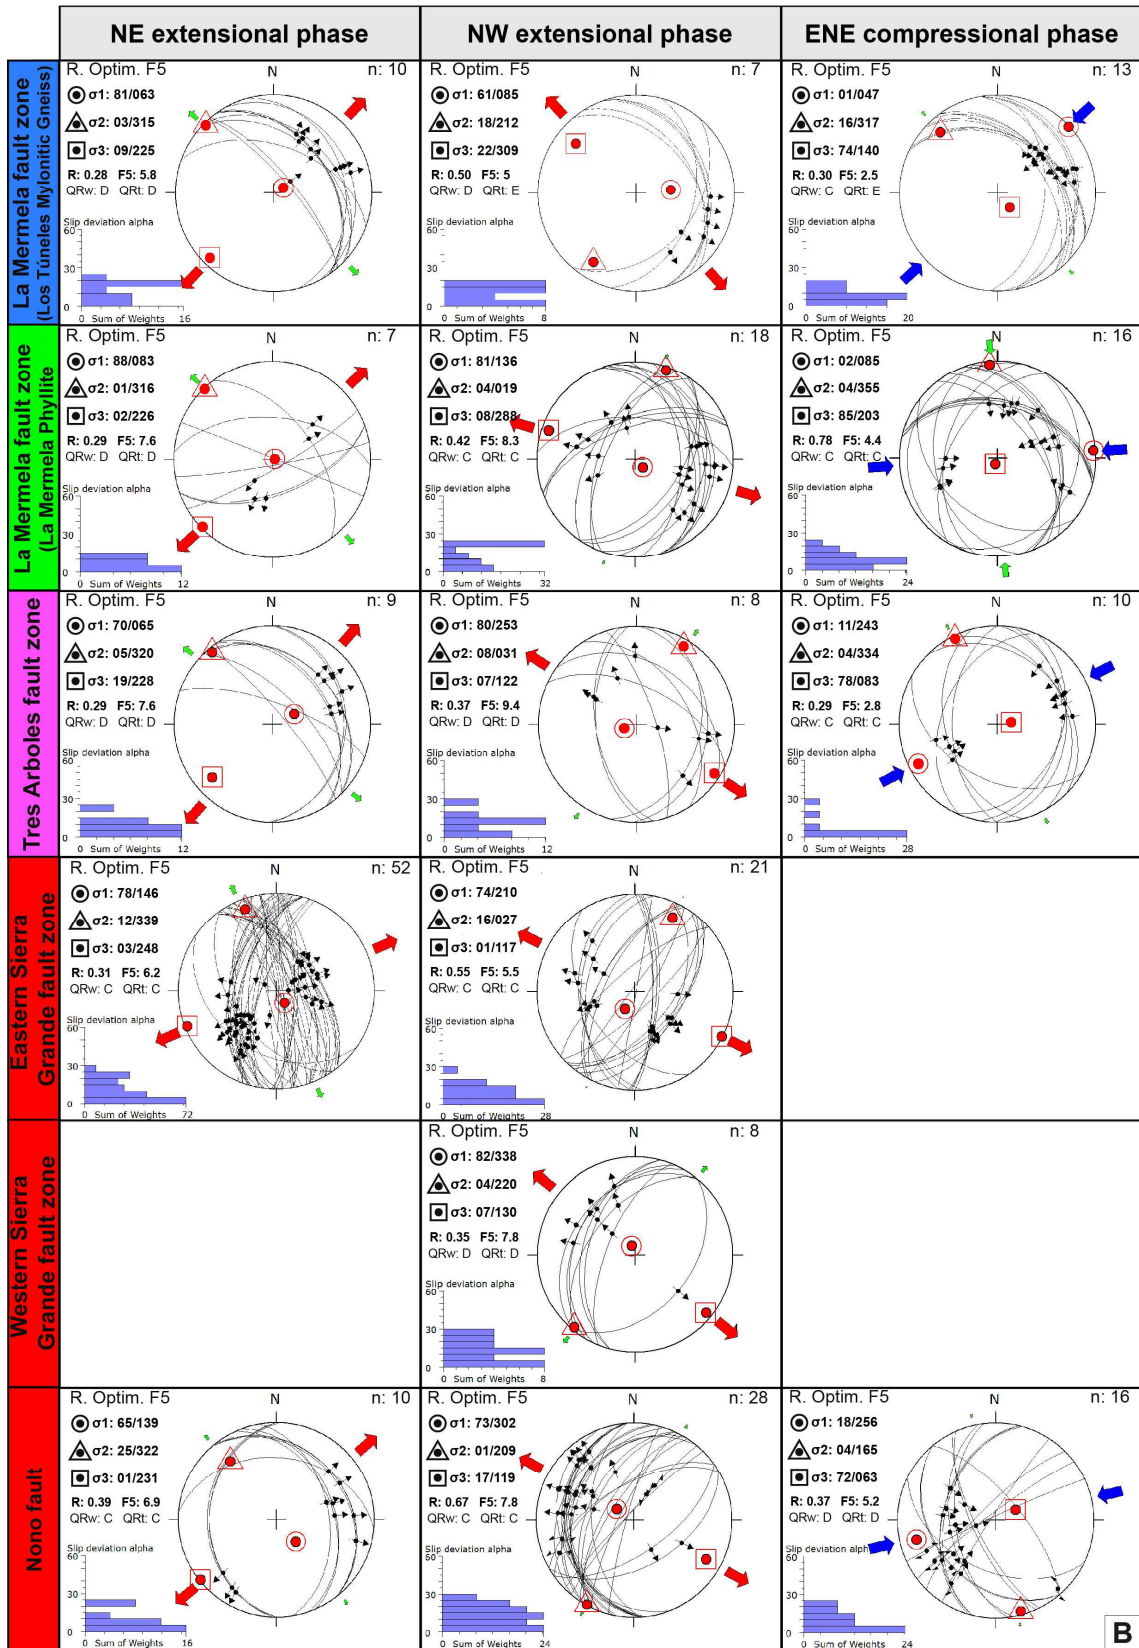 NE extensional phase
NW extensional phase
ENE compressional phase
La Mermela fault zone
(Los Túneles Mylonitic Gneiss)
R. Optim. F5
N
n: 10
σ1: 81/063
σ2: 03/315
σ3: 09/225
R: 0.28 F5: 5.8
QRw: D QRt: D
Slip deviation alpha
60
30
0
0 Sum of Weights 16
R. Optim. F5
N
n: 7
σ1: 61/085
σ2: 18/212
σ3: 22/309
R: 0.50 F5: 5
QRw: D QRt: E
Slip deviation alpha
60
30
0
0 Sum of Weights 8
R. Optim. F5
N
n: 13
σ1: 01/047
σ2: 16/317
σ3: 74/140
R: 0.30 F5: 2.5
QRw: C QRt: E
Slip deviation alpha
60
30
0
0 Sum of Weights 20
La Mermela fault zone
(La Mermela Phyllite)
R. Optim. F5
N
n: 7
σ1: 88/083
σ2: 01/316
σ3: 02/226
R: 0.29 F5: 7.6
QRw: D QRt: D
Slip deviation alpha
60
30
0
0 Sum of Weights 12
R. Optim. F5
N
n: 18
σ1: 81/136
σ2: 04/019
σ3: 08/288
R: 0.42 F5: 8.3
QRw: C QRt: C
Slip deviation alpha
60
30
0
0 Sum of Weights 32
R. Optim. F5
N
n: 16
σ1: 02/085
σ2: 04/355
σ3: 85/203
R: 0.78 F5: 4.4
QRw: C QRt: C
Slip deviation alpha
60
30
0
0 Sum of Weights 24
Tres Arboles fault zone
R. Optim. F5
N
n: 9
σ1: 70/065
σ2: 05/320
σ3: 19/228
R: 0.29 F5: 7.6
QRw: D QRt: D
Slip deviation alpha
60
30
0
0 Sum of Weights 12
R. Optim. F5
N
n: 8
σ1: 80/253
σ2: 08/031
σ3: 07/122
R: 0.37 F5: 9.4
QRw: D QRt: D
Slip deviation alpha
60
30
0
0 Sum of Weights 12
R. Optim. F5
N
n: 10
σ1: 11/243
σ2: 04/334
σ3: 78/083
R: 0.29 F5: 2.8
QRw: C QRt: C
Slip deviation alpha
60
30
0
0 Sum of Weights 28
Eastern Sierra
Grande fault zone
R. Optim. F5
N
n: 52
σ1: 78/146
σ2: 12/339
σ3: 03/248
R: 0.31 F5: 6.2
QRw: C QRt: C
Slip deviation alpha
60
30
0
0 Sum of Weights 72
R. Optim. F5
N
n: 21
σ1: 74/210
σ2: 16/027
σ3: 01/117
R: 0.55 F5: 5.5
QRw: C QRt: C
Slip deviation alpha
60
30
0
0 Sum of Weights 28
Western Sierra
Grande fault zone
R. Optim. F5
N
n: 8
σ1: 82/338
σ2: 04/220
σ3: 07/130
R: 0.35 F5: 7.8
QRw: D QRt: D
Slip deviation alpha
60
30
0
0 Sum of Weights 8
Nono fault
R. Optim. F5
N
n: 10
σ1: 65/139
σ2: 25/322
σ3: 01/231
R: 0.39 F5: 6.9
QRw: C QRt: C
Slip deviation alpha
60
30
0
0 Sum of Weights 16
R. Optim. F5
N
n: 28
σ1: 73/302
σ2: 01/209
σ3: 17/119
R: 0.67 F5: 7.8
QRw: C QRt: C
Slip deviation alpha
60
30
0
0 Sum of Weights 24
R. Optim. F5
N
n: 16
σ1: 18/256
σ2: 04/165
σ3: 72/063
R: 0.37 F5: 5.2
QRw: D QRt: D
Slip deviation alpha
60
30
0
0 Sum of Weights 24
B